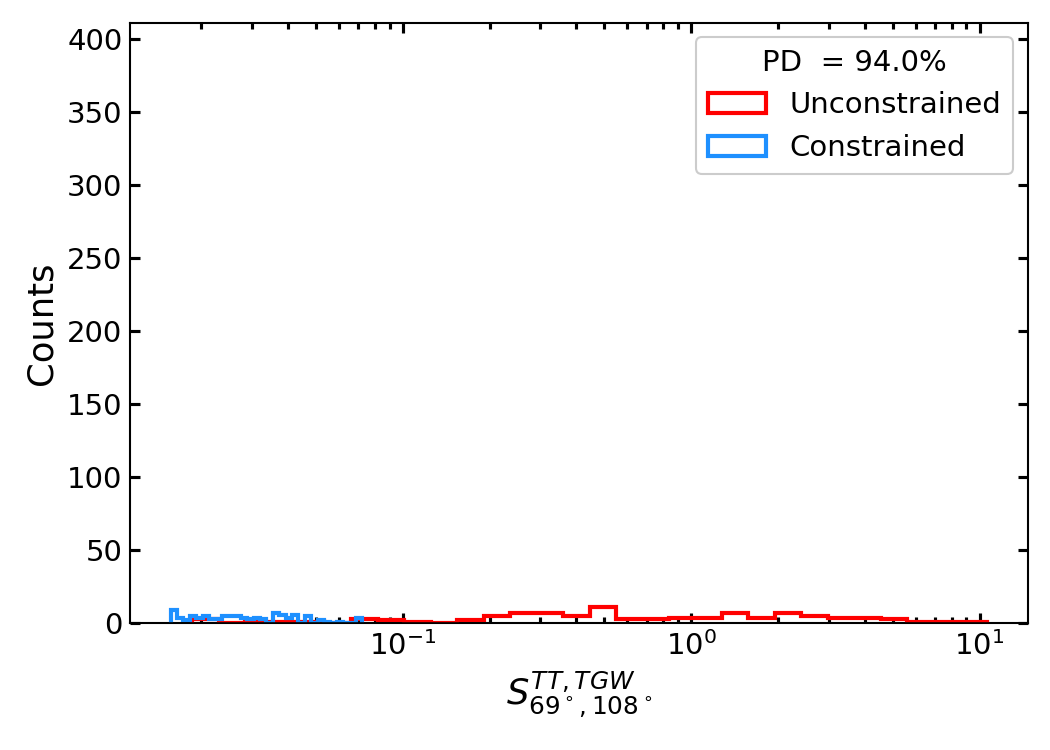 PD = 94.0%
Unconstrained
Constrained
Counts
400
350
300
250
200
150
100
50
0
10⁻¹
10⁰
10¹
S^{TT,TGW}_{69°,108°}